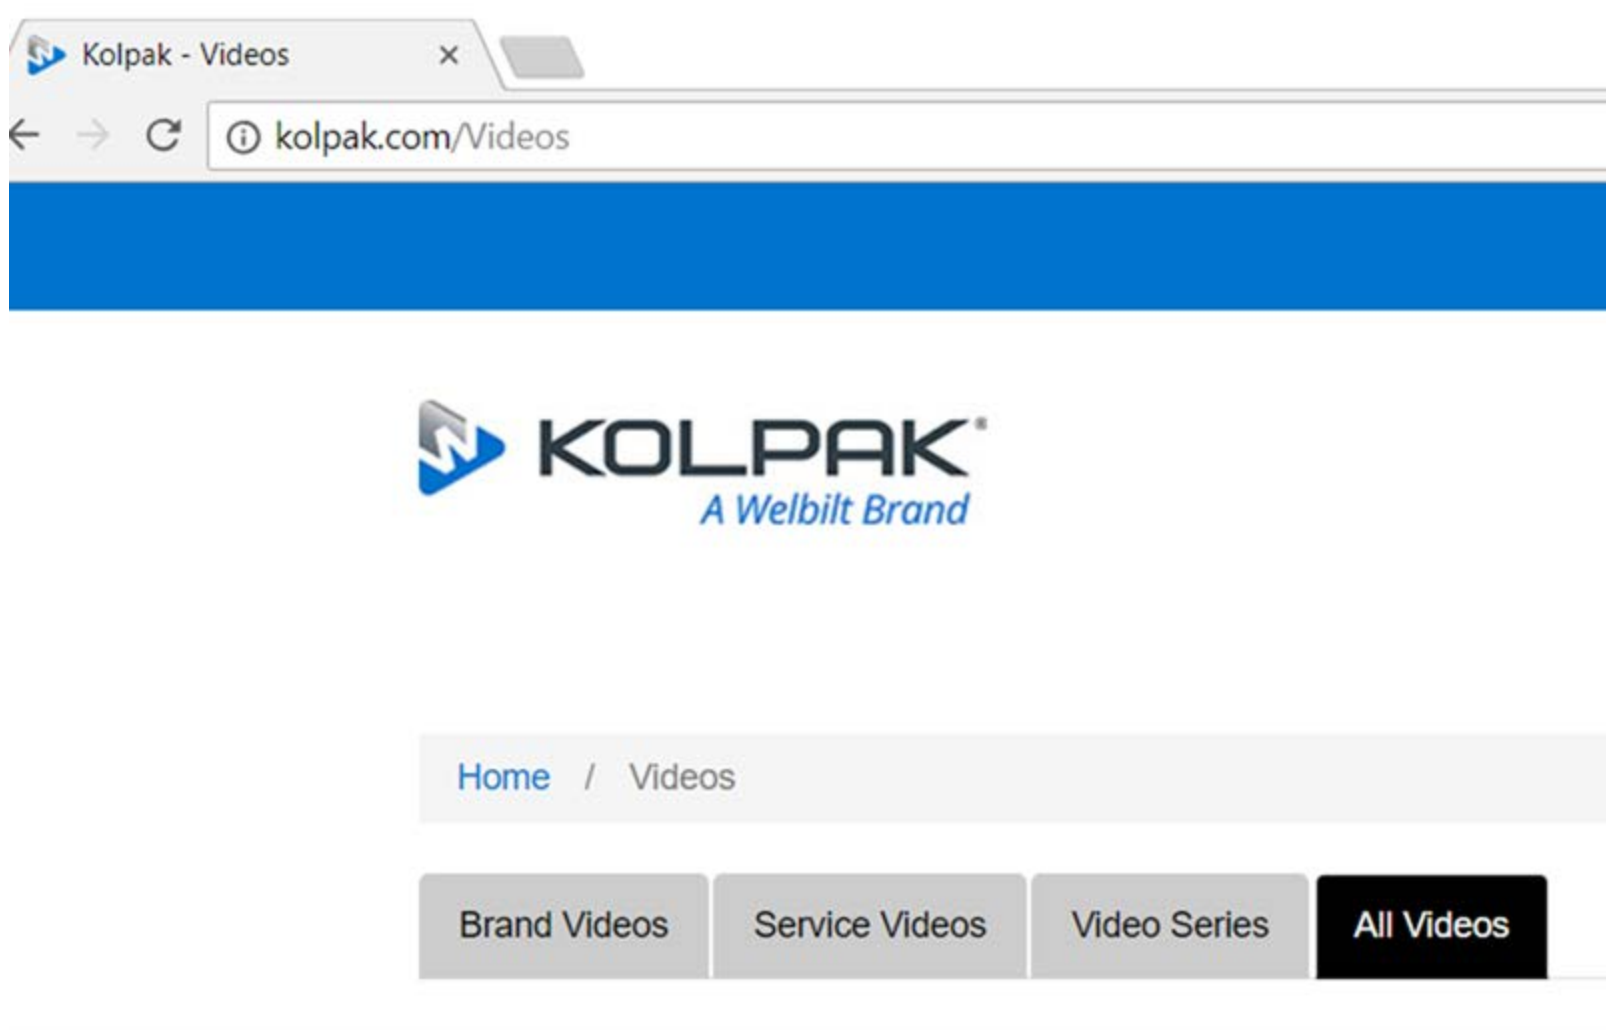 Kolpak - Videos
kolpak.com/Videos
KOLPAK®
A Welbilt Brand
Home / Videos
Brand Videos Service Videos Video Series All Videos